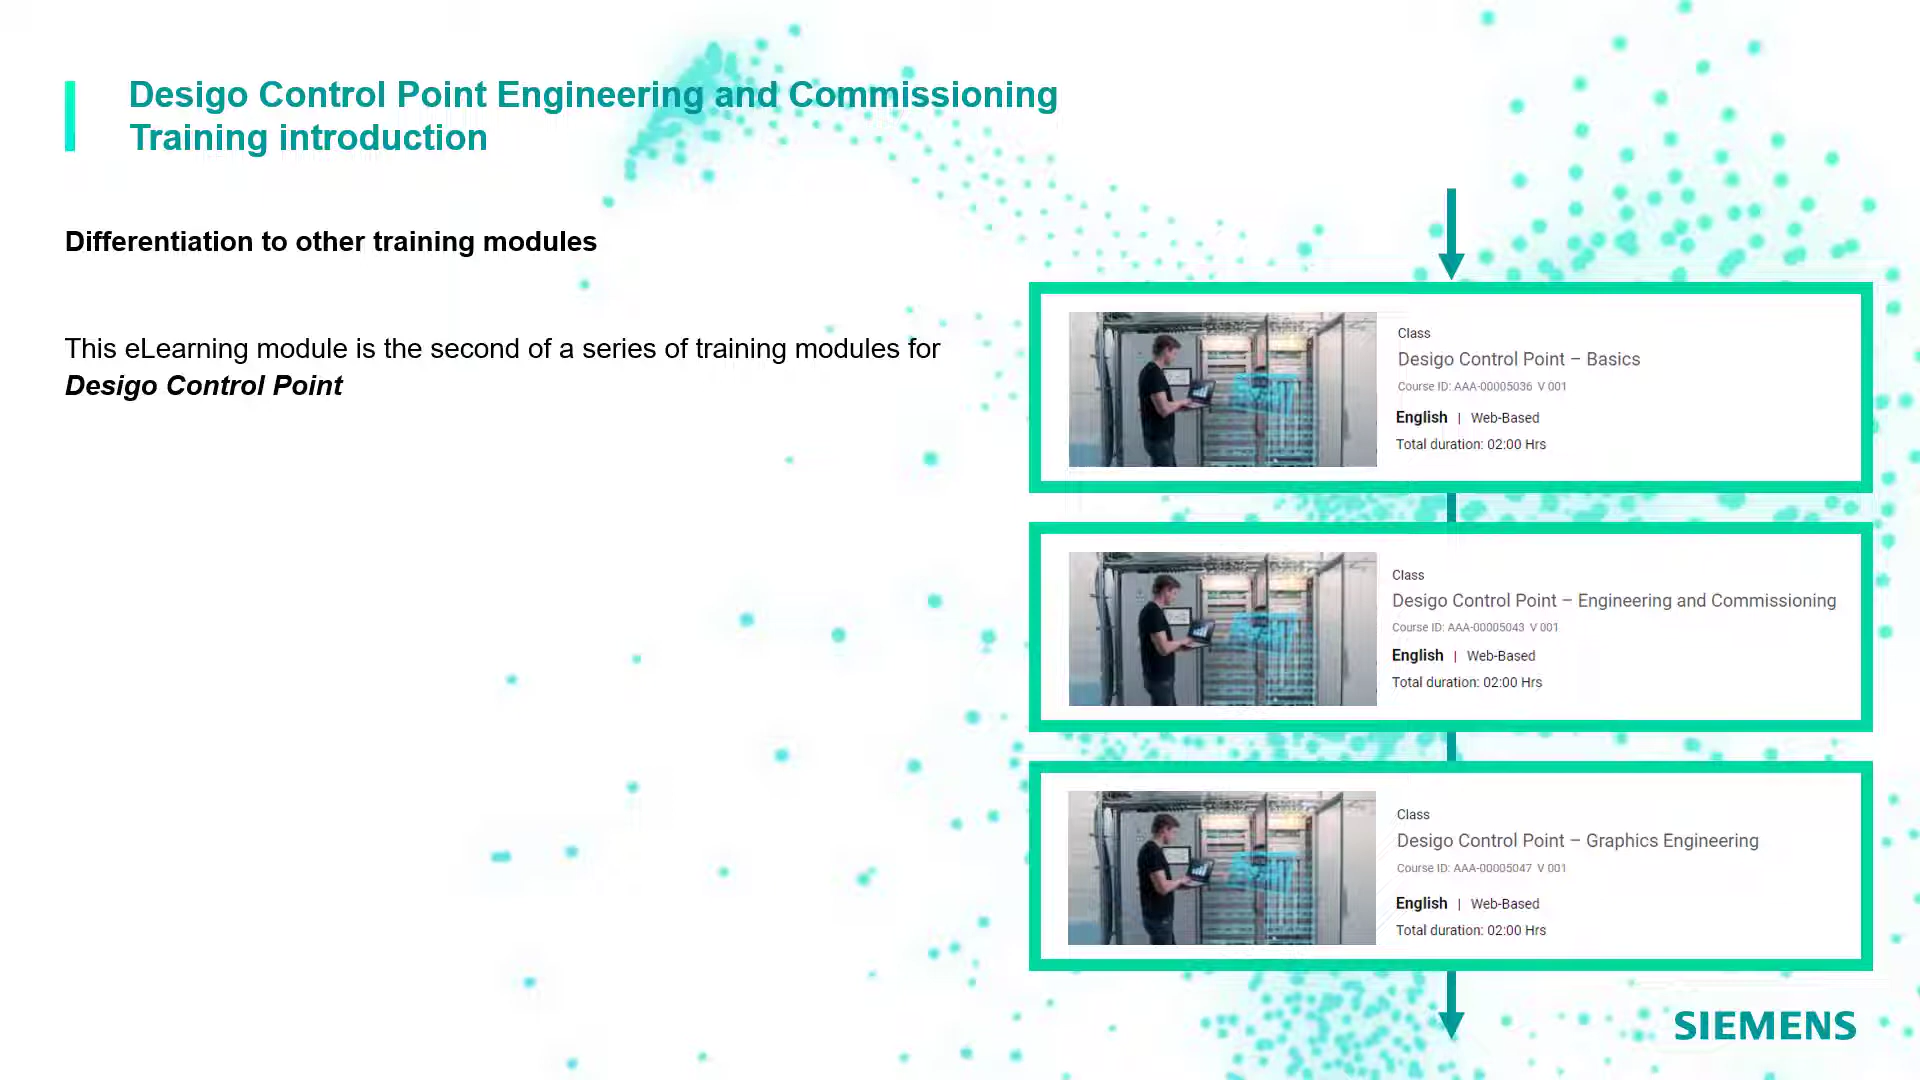 Desigo Control Point Engineering and Commissioning
Training introduction
Differentiation to other training modules
This eLearning module is the second of a series of training modules for
Desigo Control Point
Class
Desigo Control Point – Basics
Course ID: AAA-00005036 V 001
English | Web-Based
Total duration: 02:00 Hrs
Class
Desigo Control Point – Engineering and Commissioning
Course ID: AAA-00005043 V 001
English | Web-Based
Total duration: 02:00 Hrs
Class
Desigo Control Point – Graphics Engineering
Course ID: AAA-00005047 V 001
English | Web-Based
Total duration: 02:00 Hrs
SIEMENS